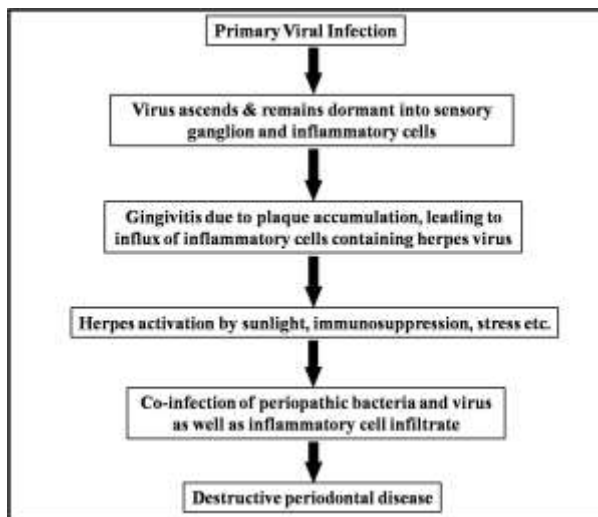 Primary Viral Infection
Virus ascends & remains dormant into sensory
ganglion and inflammatory cells
Gingivitis due to plaque accumulation, leading to
influx of inflammatory cells containing herpes virus
Herpes activation by sunlight, immunosuppression, stress etc.
Co-infection of periopathic bacteria and virus
as well as inflammatory cell infiltrate
Destructive periodontal disease